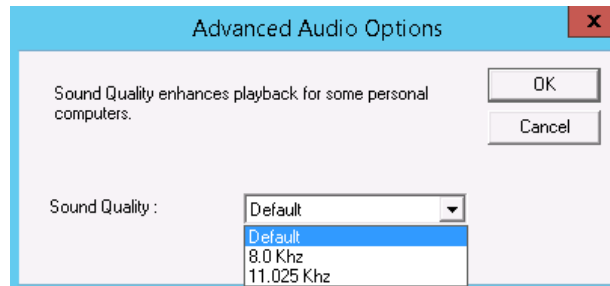 Advanced Audio Options
x
Sound Quality enhances playback for some personal
computers.
OK
Cancel
Sound Quality :
Default
Default
8.0 Khz
11.025 Khz